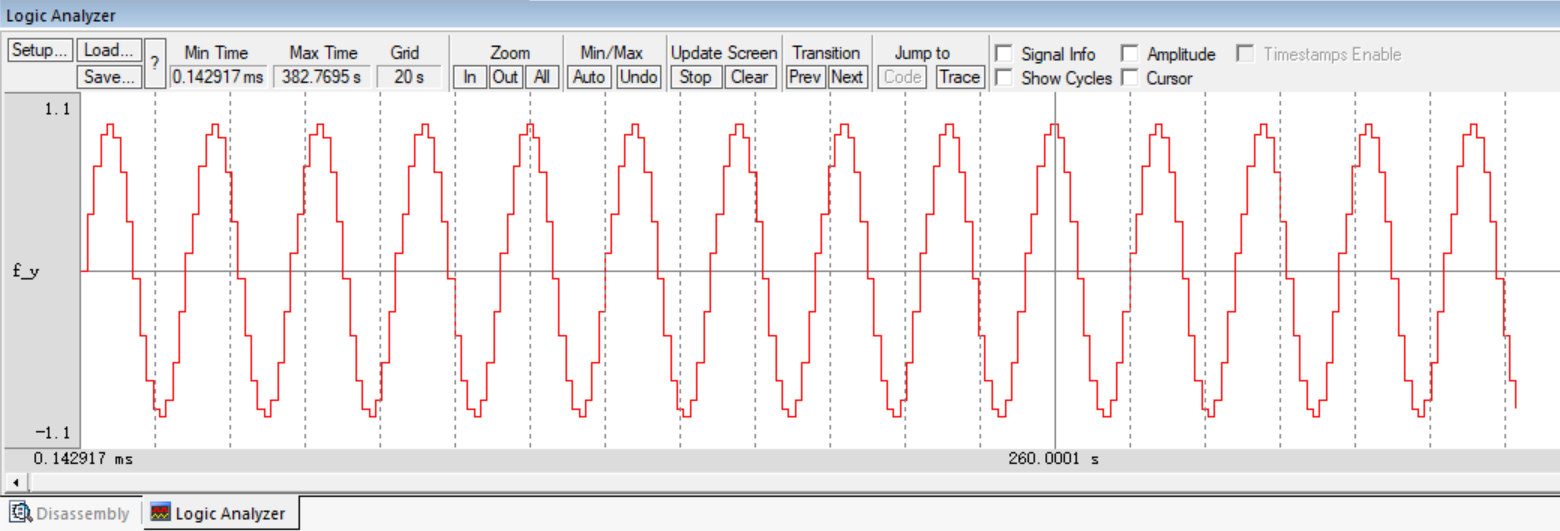 Logic Analyzer
Setup... Load... ? Min Time Max Time Grid Zoom Min/Max Update Screen Transition Jump to Signal Info Amplitude Timestamps Enable
Save... 0.142917 ms 382.7695 s 20 s In Out All Auto Undo Stop Clear Prev Next Code Trace Show Cycles Cursor
1.1
f_y
-1.1
0.142917 ms 260.0001 s
Disassembly Logic Analyzer